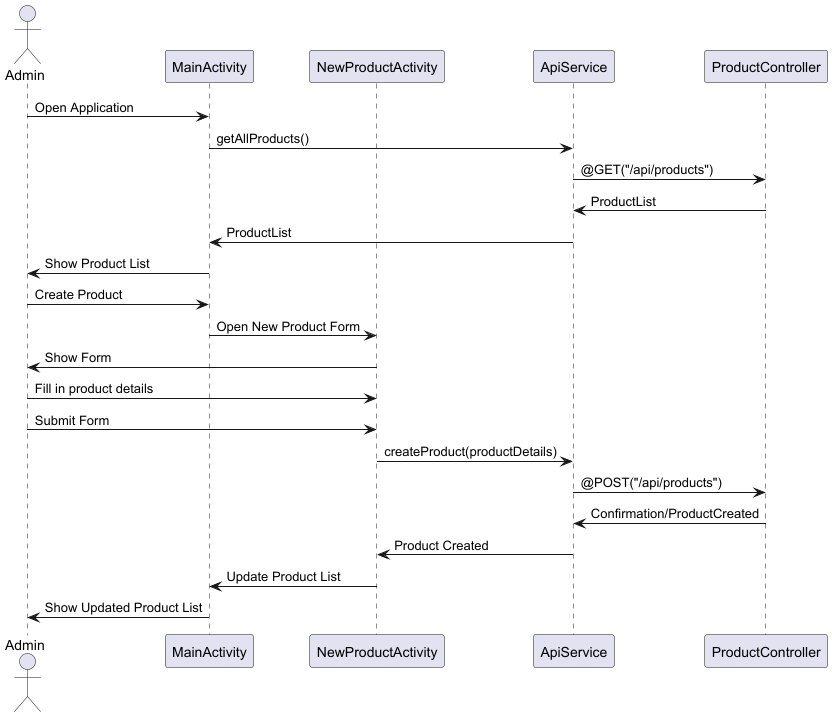 Admin
MainActivity
NewProductActivity
ApiService
ProductController
Open Application
getAllProducts()
@GET("/api/products")
ProductList
ProductList
Show Product List
Create Product
Open New Product Form
Show Form
Fill in product details
Submit Form
createProduct(productDetails)
@POST("/api/products")
Confirmation/ProductCreated
Product Created
Update Product List
Show Updated Product List
Admin
MainActivity
NewProductActivity
ApiService
ProductController